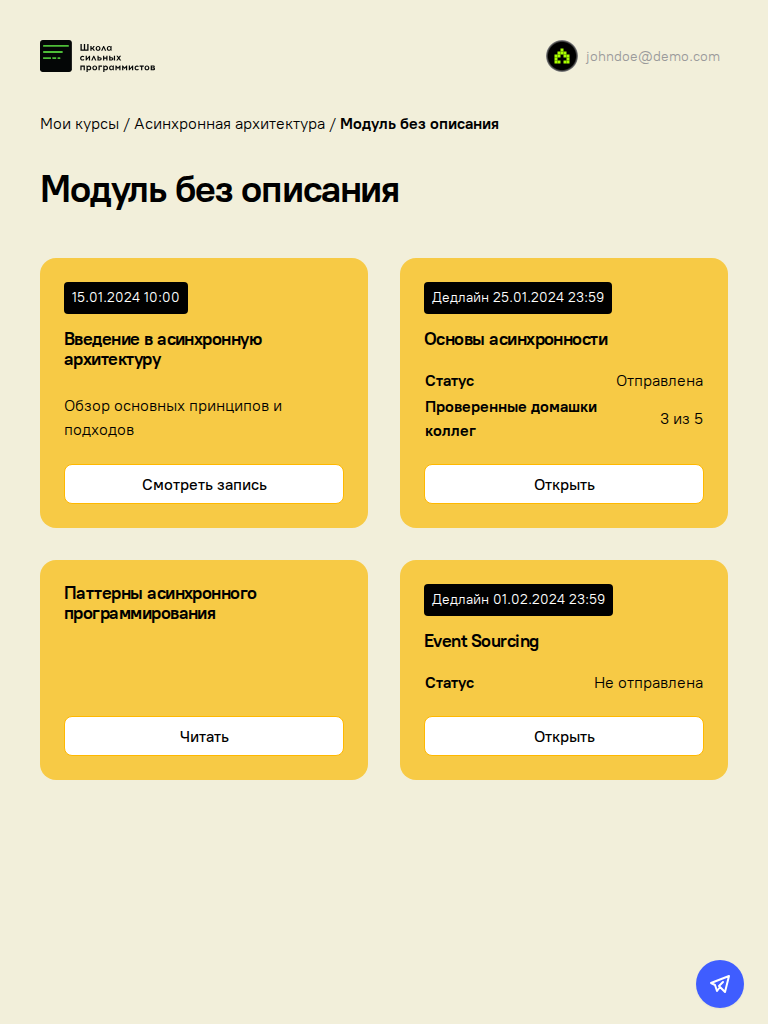 Школа
сильных
программистов
johndoe@demo.com
Мои курсы / Асинхронная архитектура / Модуль без описания
Модуль без описания
15.01.2024 10:00
Введение в асинхронную
архитектуру
Обзор основных принципов и
подходов
Смотреть запись
Дедлайн 25.01.2024 23:59
Основы асинхронности
Статус Отправлена
Проверенные домашки
коллег 3 из 5
Открыть
Паттерны асинхронного
программирования
Читать
Дедлайн 01.02.2024 23:59
Event Sourcing
Статус Не отправлена
Открыть